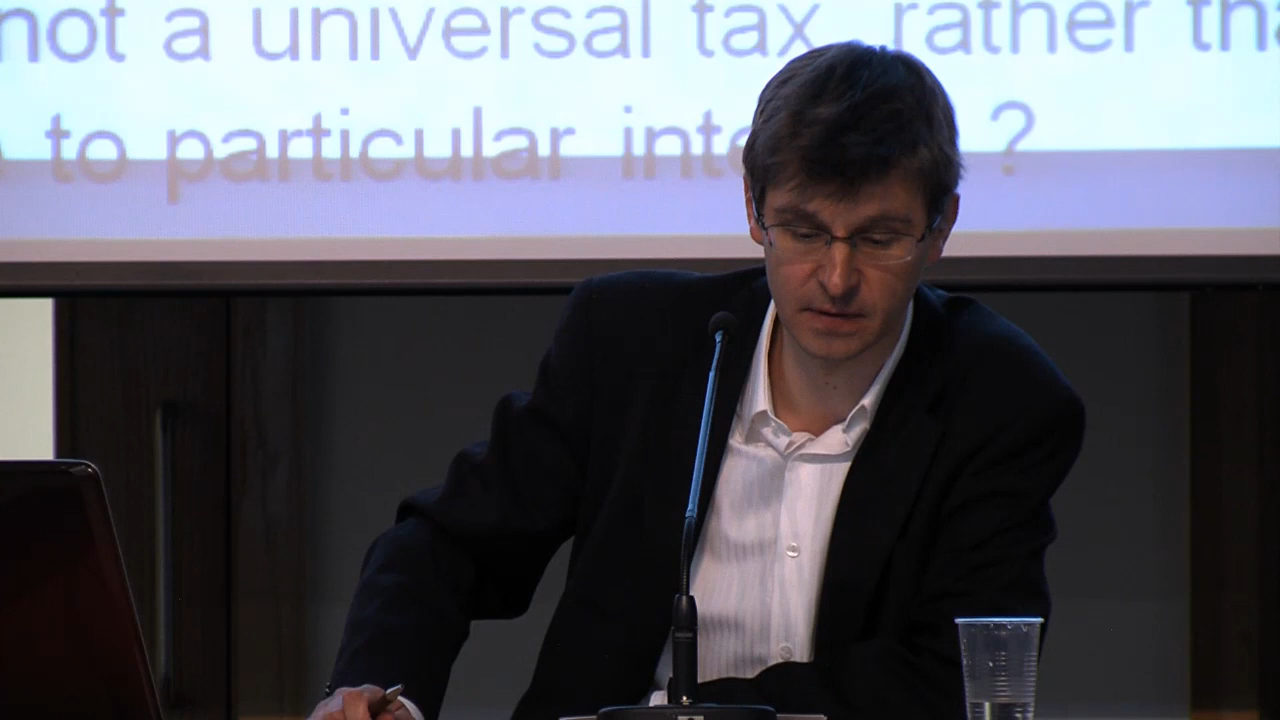 not a universal tax, rather tha
to particular inte ?